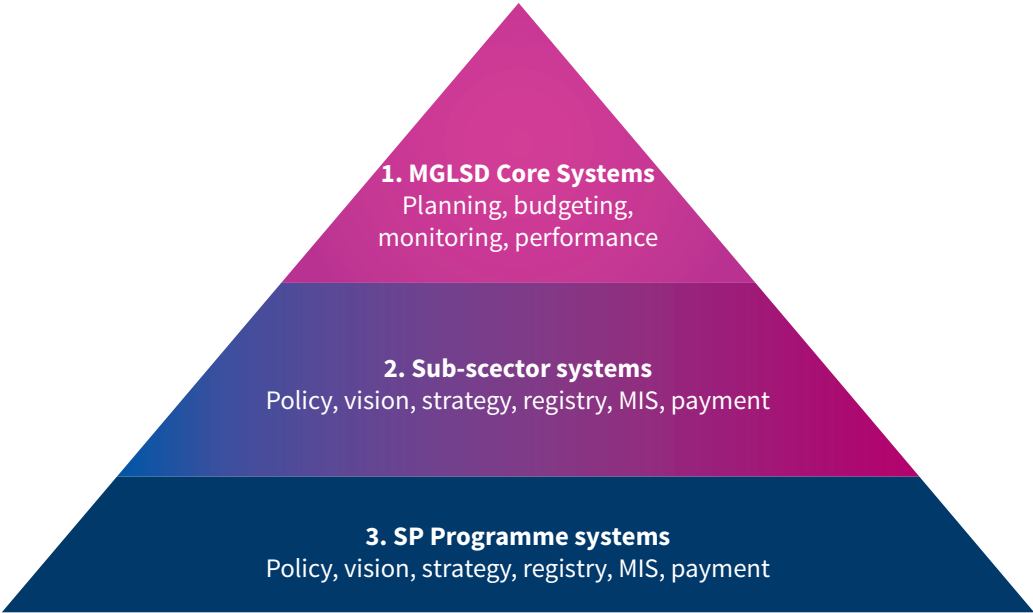 1. MGLSD Core Systems
Planning, budgeting,
monitoring, performance
2. Sub-scector systems
Policy, vision, strategy, registry, MIS, payment
3. SP Programme systems
Policy, vision, strategy, registry, MIS, payment